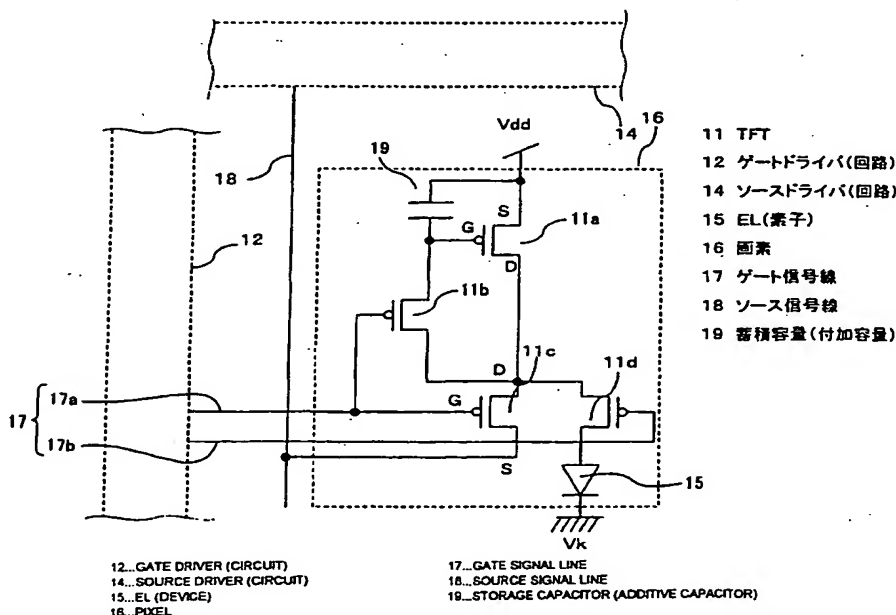 Vdd
14
16
18
19
G
S
11a
D
12
11b
11c
D
11d
17
17a
G
17b
S
15
Vk
11 TFT
12 ゲートドライバ(回路)
14 ソースドライバ(回路)
15 EL(素子)
16 画素
17 ゲート信号線
18 ソース信号線
19 蓄積容量(付加容量)
12...GATE DRIVER (CIRCUIT)
14...SOURCE DRIVER (CIRCUIT)
15...EL (DEVICE)
16...PIXEL
17...GATE SIGNAL LINE
18...SOURCE SIGNAL LINE
19...STORAGE CAPACITOR (ADDITIVE CAPACITOR)